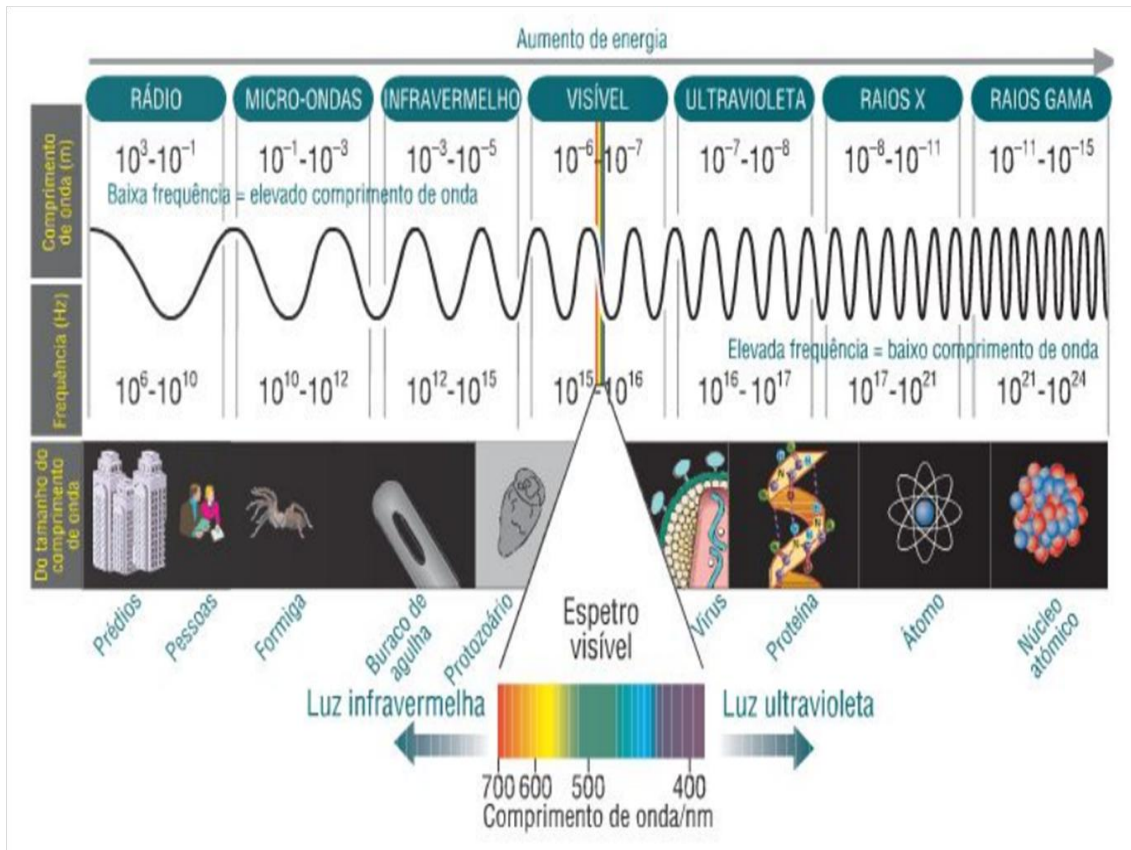 Aumento de energia
RÁDIO MICRO-ONDAS INFRAVERMELHO VISÍVEL ULTRAVIOLETA RAIOS X RAIOS GAMA
Comprimento
de onda (m)
10³-10⁻¹ 10⁻¹-10⁻³ 10⁻³-10⁻⁵ 10⁻⁶-10⁻⁷ 10⁻⁷-10⁻⁸ 10⁻⁸-10⁻¹¹ 10⁻¹¹-10⁻¹⁵
Baixa frequência = elevado comprimento de onda
Elevada frequência = baixo comprimento de onda
Frequência (Hz)
10⁶-10¹⁰ 10¹⁰-10¹² 10¹²-10¹⁵ 10¹⁵-10¹⁶ 10¹⁶-10¹⁷ 10¹⁷-10²¹ 10²¹-10²⁴
Do tamanho do
comprimento
de onda
Prédios
Pessoas
Formiga
Buraco de
agulha
Protozoário
Vírus
Proteína
Átomo
Núcleo
atómico
Espetro
visível
Luz infravermelha
Luz ultravioleta
700 600 500 400
Comprimento de onda/nm